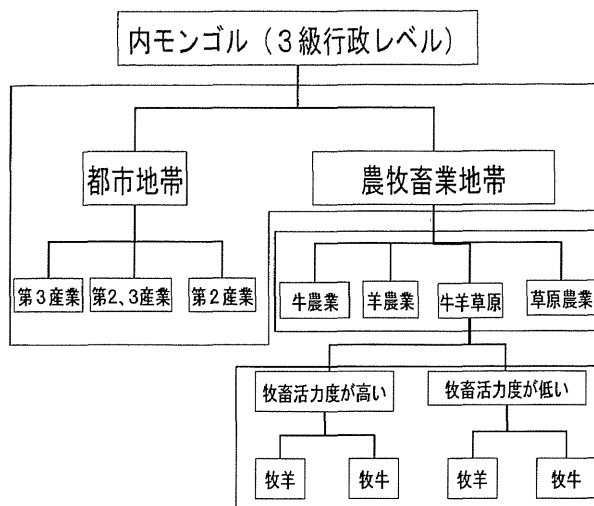 内モンゴル（３級行政レベル）
都市地帯
農牧畜業地帯
第３産業
第２、３産業
第２産業
牛農業
羊農業
牛羊草原
草原農業
牧畜活力度が高い
牧畜活力度が低い
牧羊
牧牛
牧羊
牧牛